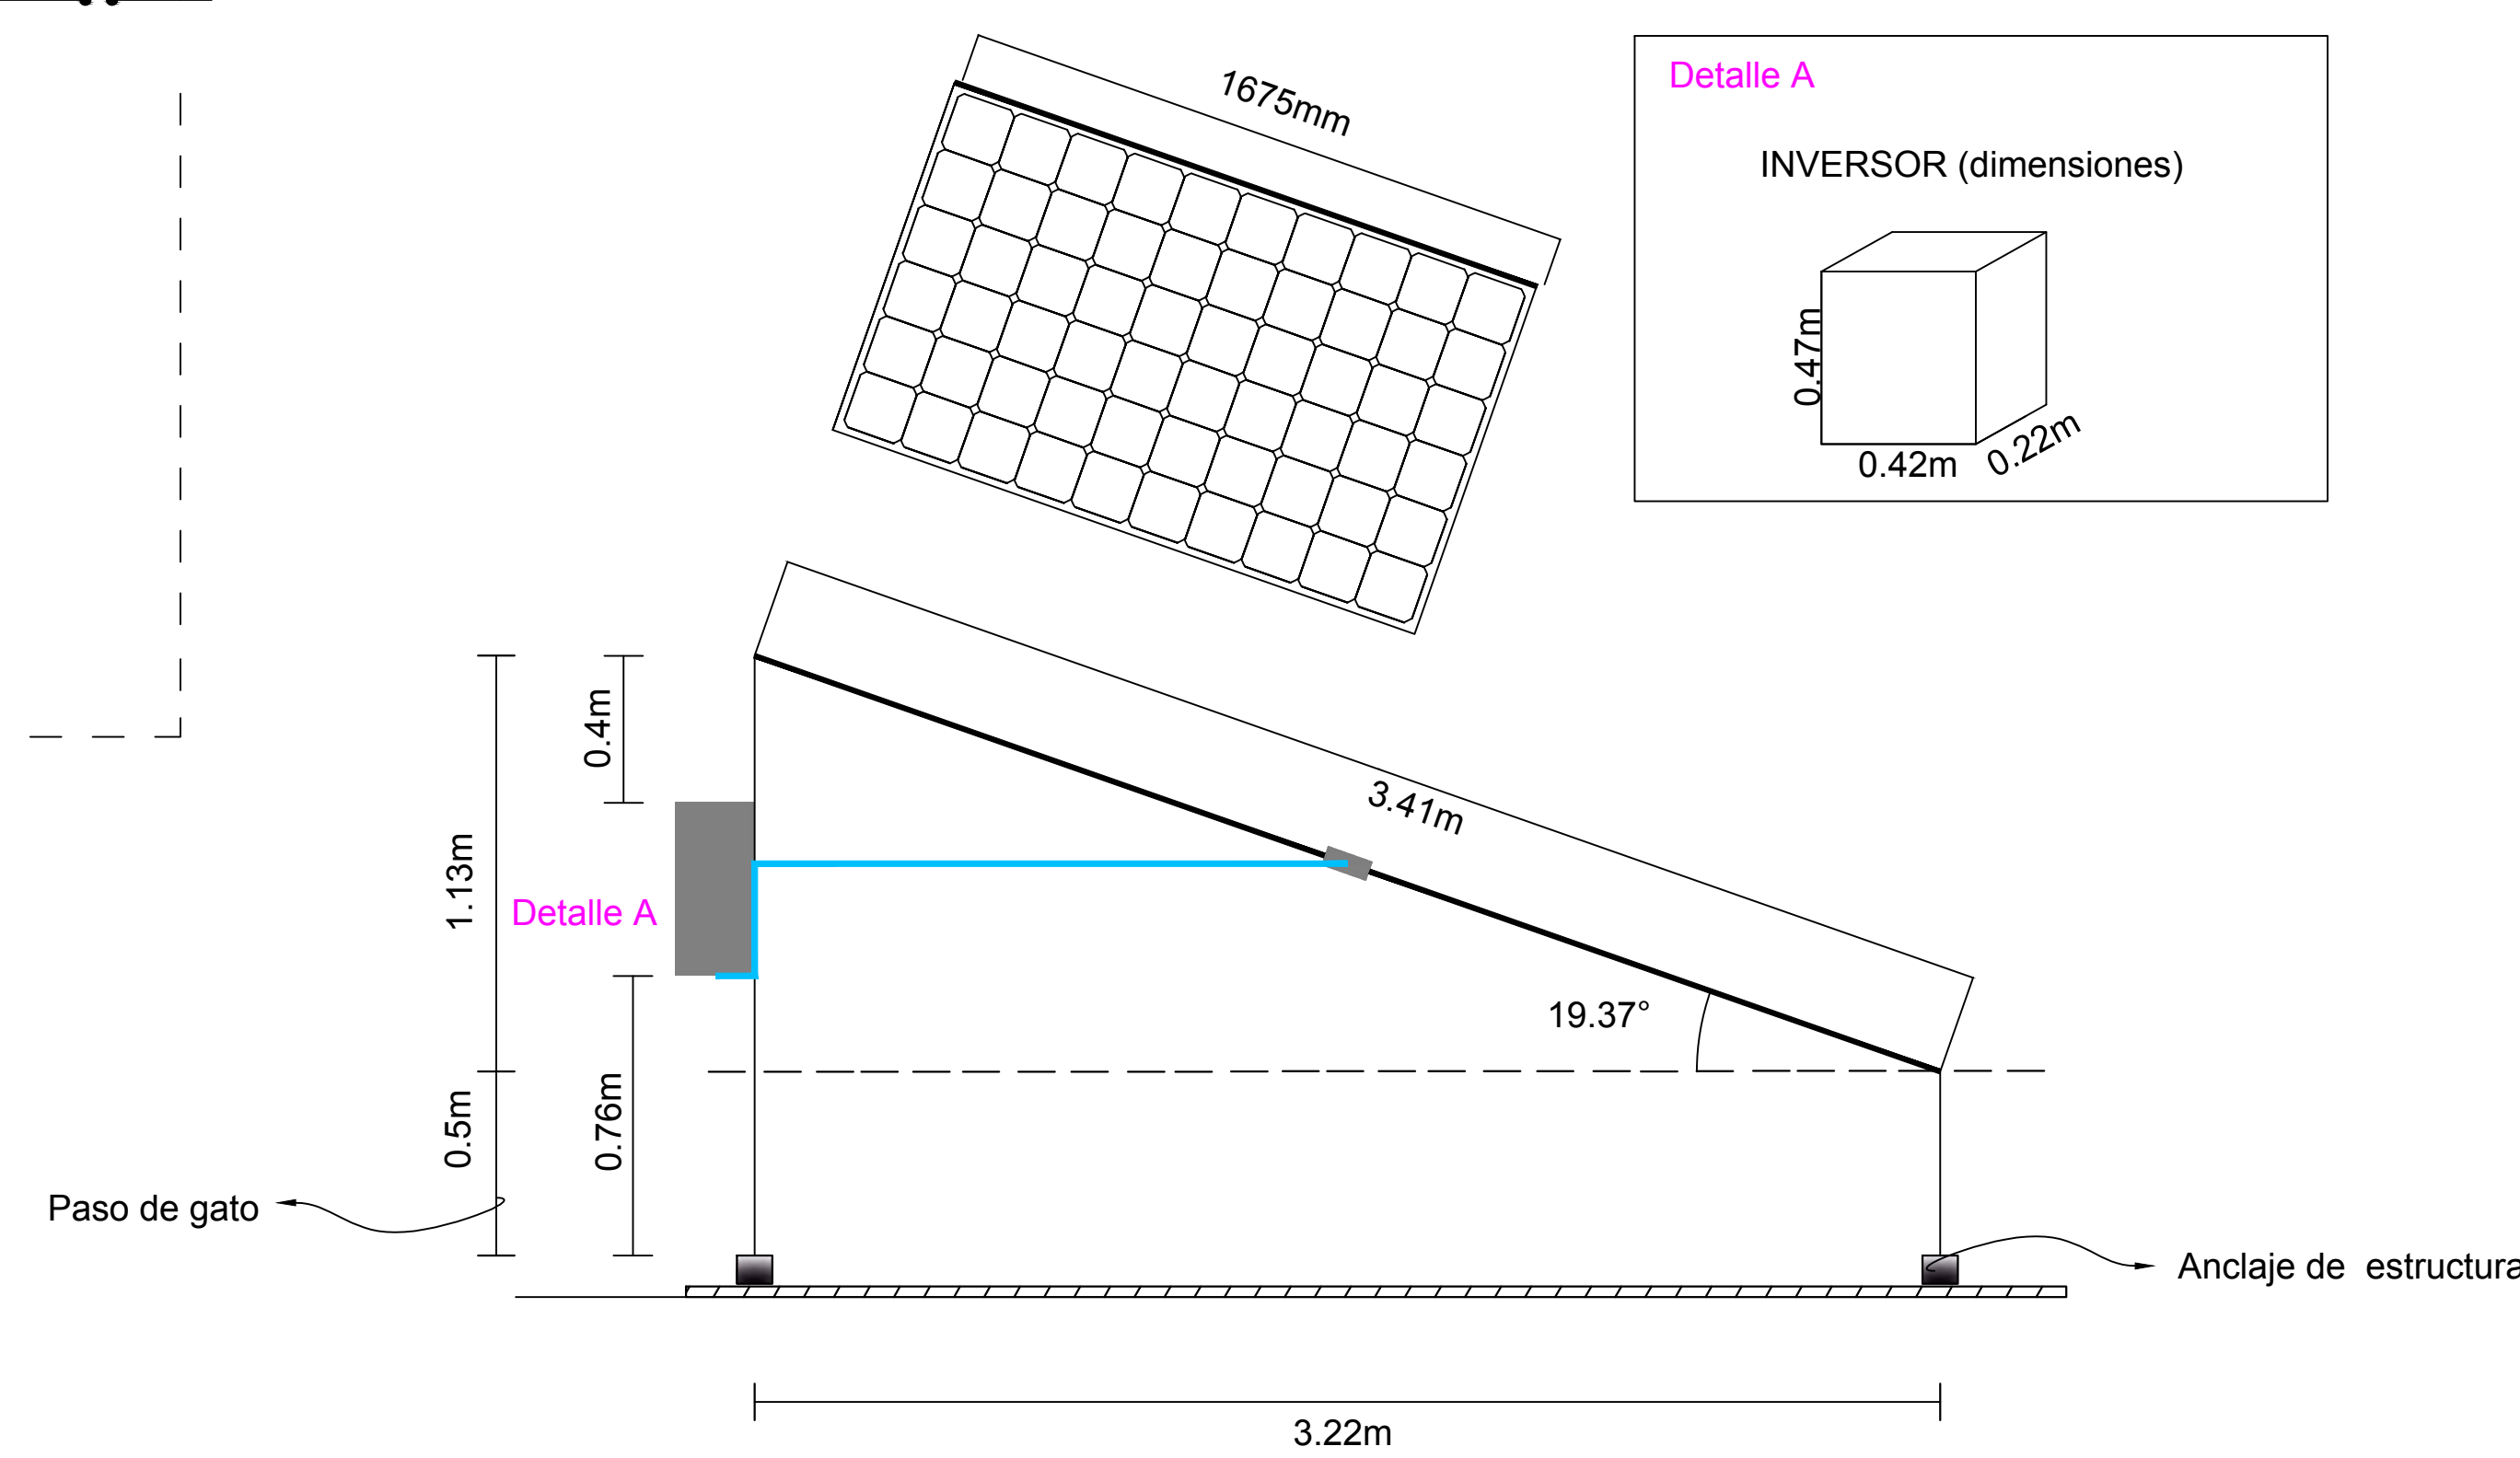 1675mm
Detalle A
INVERSOR (dimensiones)
0.47m
0.42m
0.22m
0.4m
3.41m
1.13m
Detalle A
19.37°
0.5m
0.76m
Paso de gato
Anclaje de  estructura
3.22m